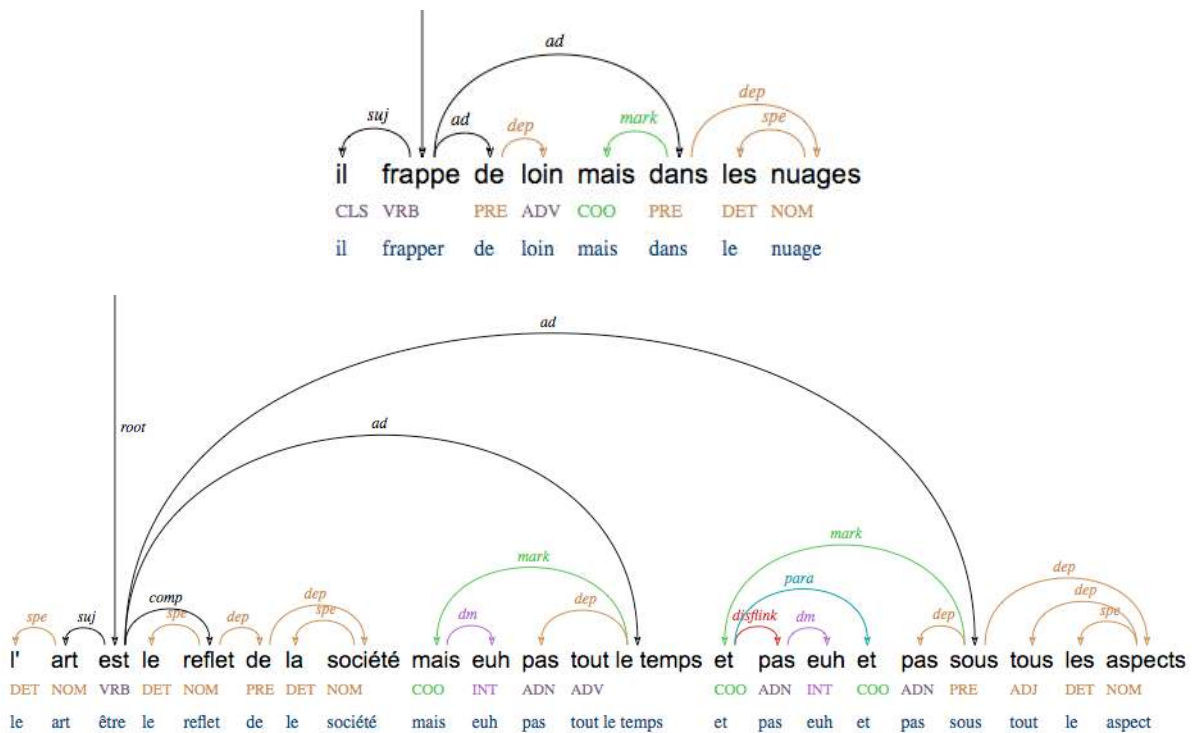 ad
dep
suj ad dep mark spe
il frappe de loin mais dans les nuages
CLS VRB PRE ADV COO PRE DET NOM
il frapper de loin mais dans le nuage
ad
root
ad
mark mark
dep para dep
comp dep
spe suj spe dep spe dm dep disflink dm dep spe
l' art est le reflet de la société mais euh pas tout le temps et pas euh et pas sous tous les aspects
DET NOM VRB DET NOM PRE DET NOM COO INT ADN ADV COO ADN INT COO ADN PRE ADJ DET NOM
le art être le reflet de le société mais euh pas tout le temps et pas euh et pas sous tout le aspect